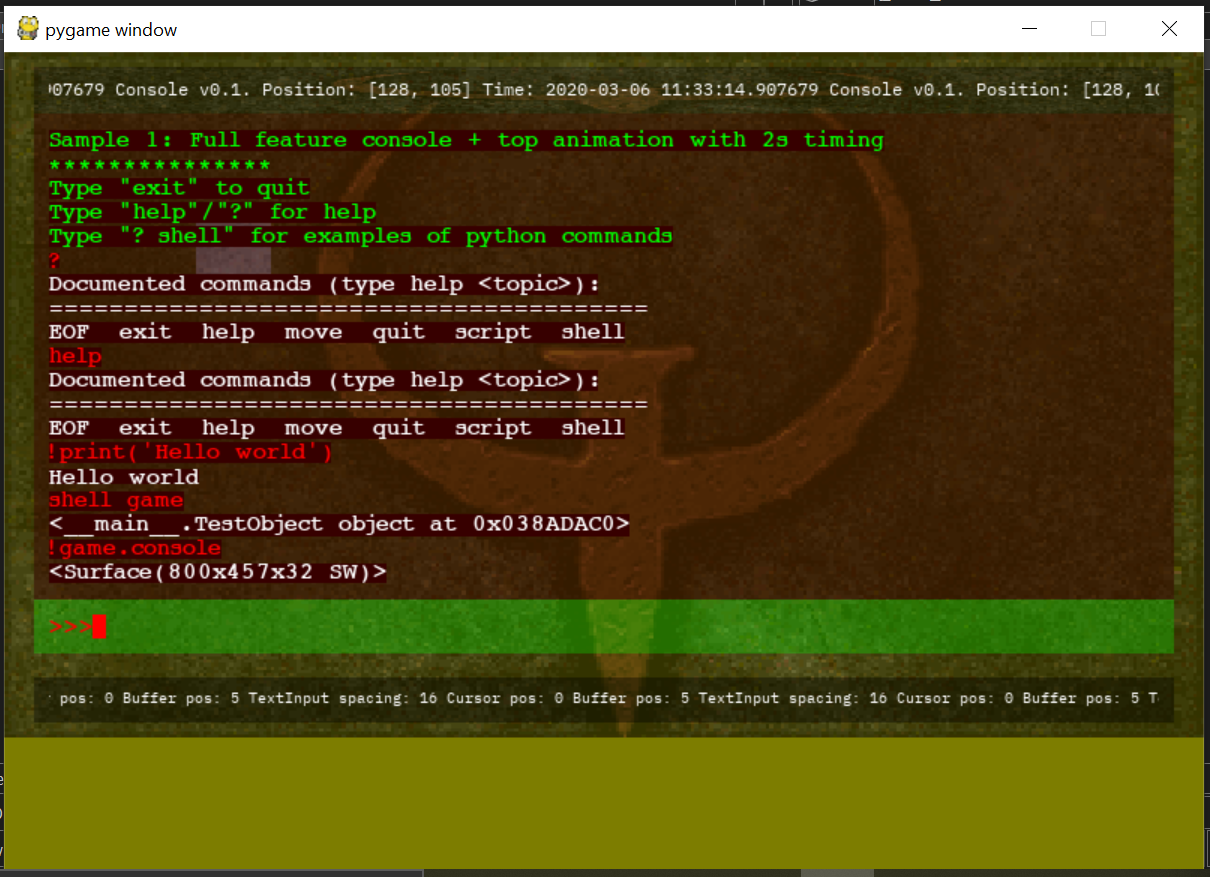 pygame window
907679 Console v0.1. Position: [128, 105] Time: 2020-03-06 11:33:14.907679 Console v0.1. Position: [128, 10
Sample 1: Full feature console + top animation with 2s timing
***************
Type "exit" to quit
Type "help"/"?" for help
Type "? shell" for examples of python commands
?
Documented commands (type help <topic>):
========================================
EOF  exit  help  move  quit  script  shell
help
Documented commands (type help <topic>):
========================================
EOF  exit  help  move  quit  script  shell
!print('Hello world')
Hello world
shell game
<__main__.TestObject object at 0x038ADAC0>
!game.console
<Surface(800x457x32 SW)>
>>>
pos: 0 Buffer pos: 5 TextInput spacing: 16 Cursor pos: 0 Buffer pos: 5 TextInput spacing: 16 Cursor pos: 0 Buffer pos: 5 T